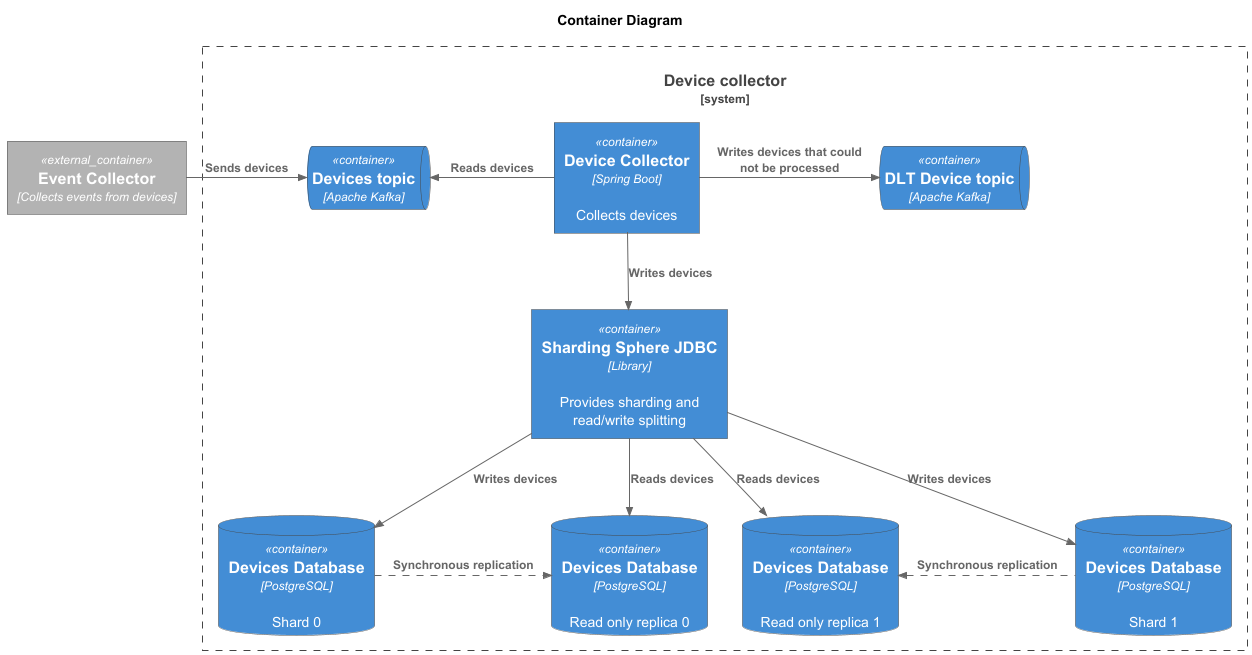 Container Diagram
Device collector
[system]
«external_container»
Event Collector
[Collects events from devices]
Sends devices
«container»
Devices topic
[Apache Kafka]
Reads devices
«container»
Device Collector
[Spring Boot]
Collects devices
Writes devices that could
not be processed
«container»
DLT Device topic
[Apache Kafka]
Writes devices
«container»
Sharding Sphere JDBC
[Library]
Provides sharding and
read/write splitting
Writes devices
Reads devices
Reads devices
Writes devices
«container»
Devices Database
[PostgreSQL]
Shard 0
Synchronous replication
«container»
Devices Database
[PostgreSQL]
Read only replica 0
«container»
Devices Database
[PostgreSQL]
Read only replica 1
Synchronous replication
«container»
Devices Database
[PostgreSQL]
Shard 1